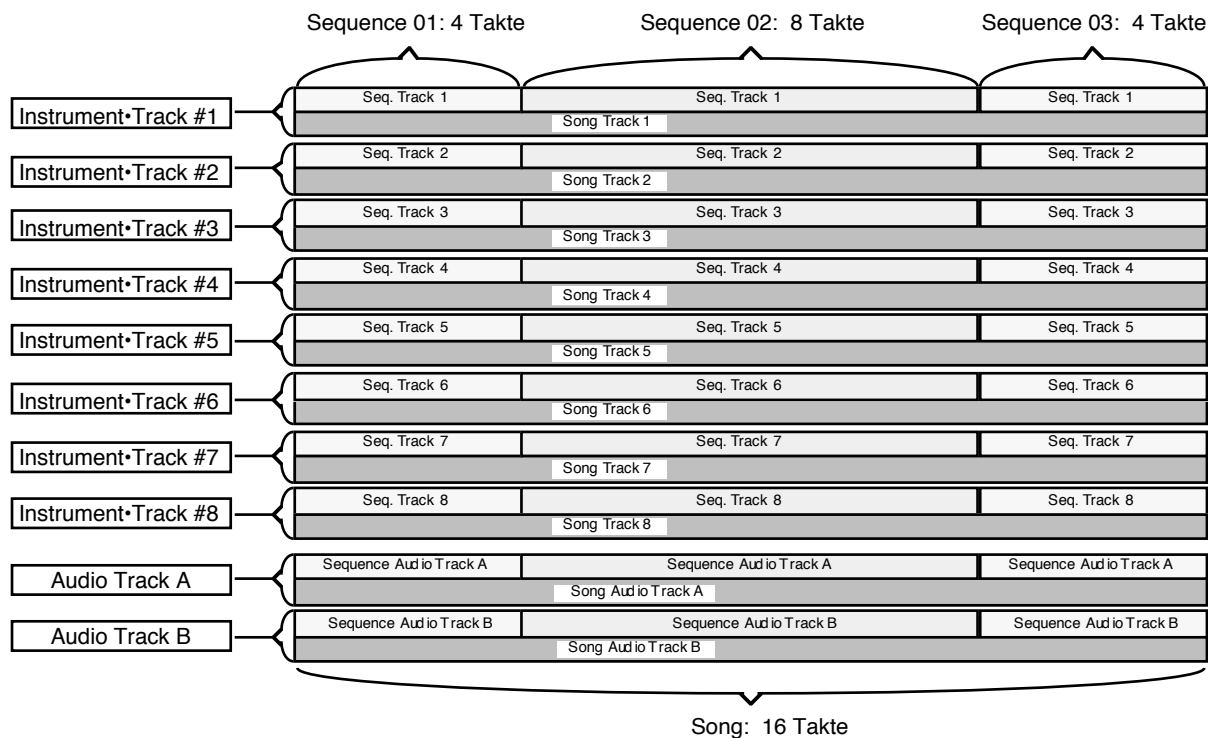 Sequence 01: 4 Takte Sequence 02: 8 Takte Sequence 03: 4 Takte
Instrument•Track #1 Seq. Track 1 Seq. Track 1 Seq. Track 1
Song Track 1
Instrument•Track #2 Seq. Track 2 Seq. Track 2 Seq. Track 2
Song Track 2
Instrument•Track #3 Seq. Track 3 Seq. Track 3 Seq. Track 3
Song Track 3
Instrument•Track #4 Seq. Track 4 Seq. Track 4 Seq. Track 4
Song Track 4
Instrument•Track #5 Seq. Track 5 Seq. Track 5 Seq. Track 5
Song Track 5
Instrument•Track #6 Seq. Track 6 Seq. Track 6 Seq. Track 6
Song Track 6
Instrument•Track #7 Seq. Track 7 Seq. Track 7 Seq. Track 7
Song Track 7
Instrument•Track #8 Seq. Track 8 Seq. Track 8 Seq. Track 8
Song Track 8
Audio Track A Sequence Audio Track A Sequence Audio Track A Sequence Audio Track A
Song Audio Track A
Audio Track B Sequence Audio Track B Sequence Audio Track B Sequence Audio Track B
Song Audio Track B
Song: 16 Takte